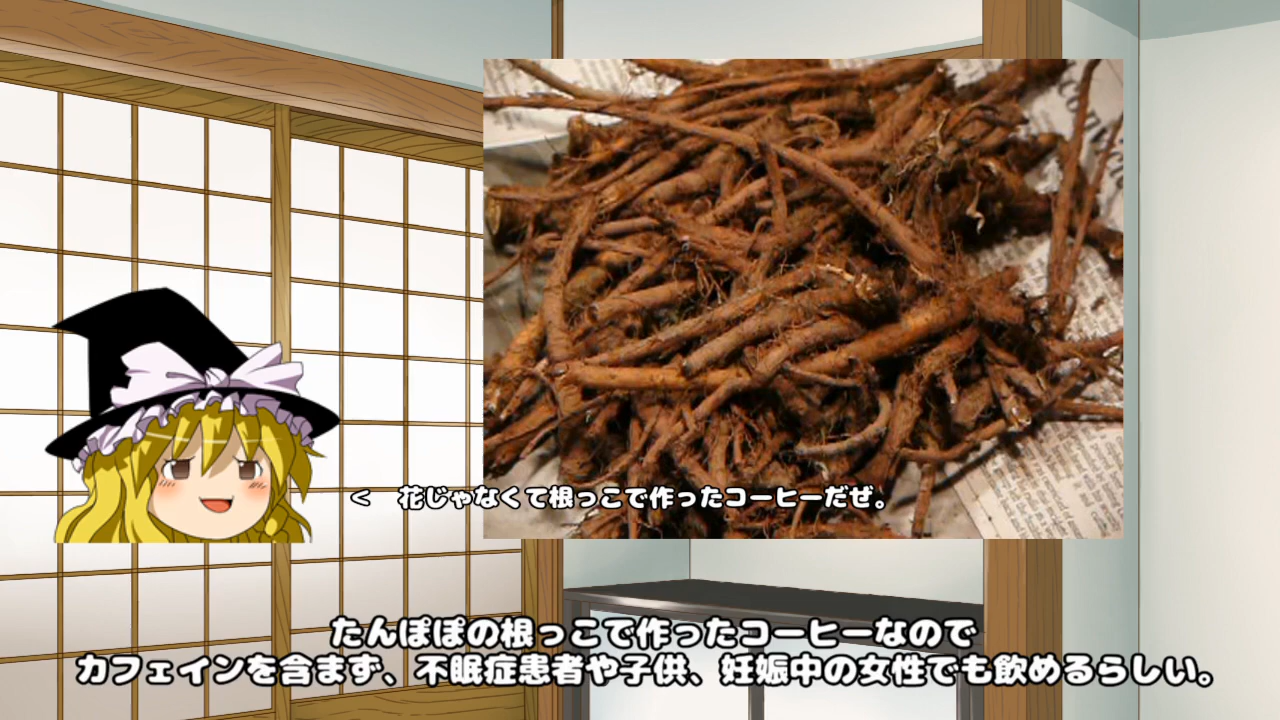 < 花じゃなくて根っこで作ったコーヒーだぜ。
たんぽぽの根っこで作ったコーヒーなので
カフェインを含まず、不眠症患者や子供、妊娠中の女性でも飲めるらしい。